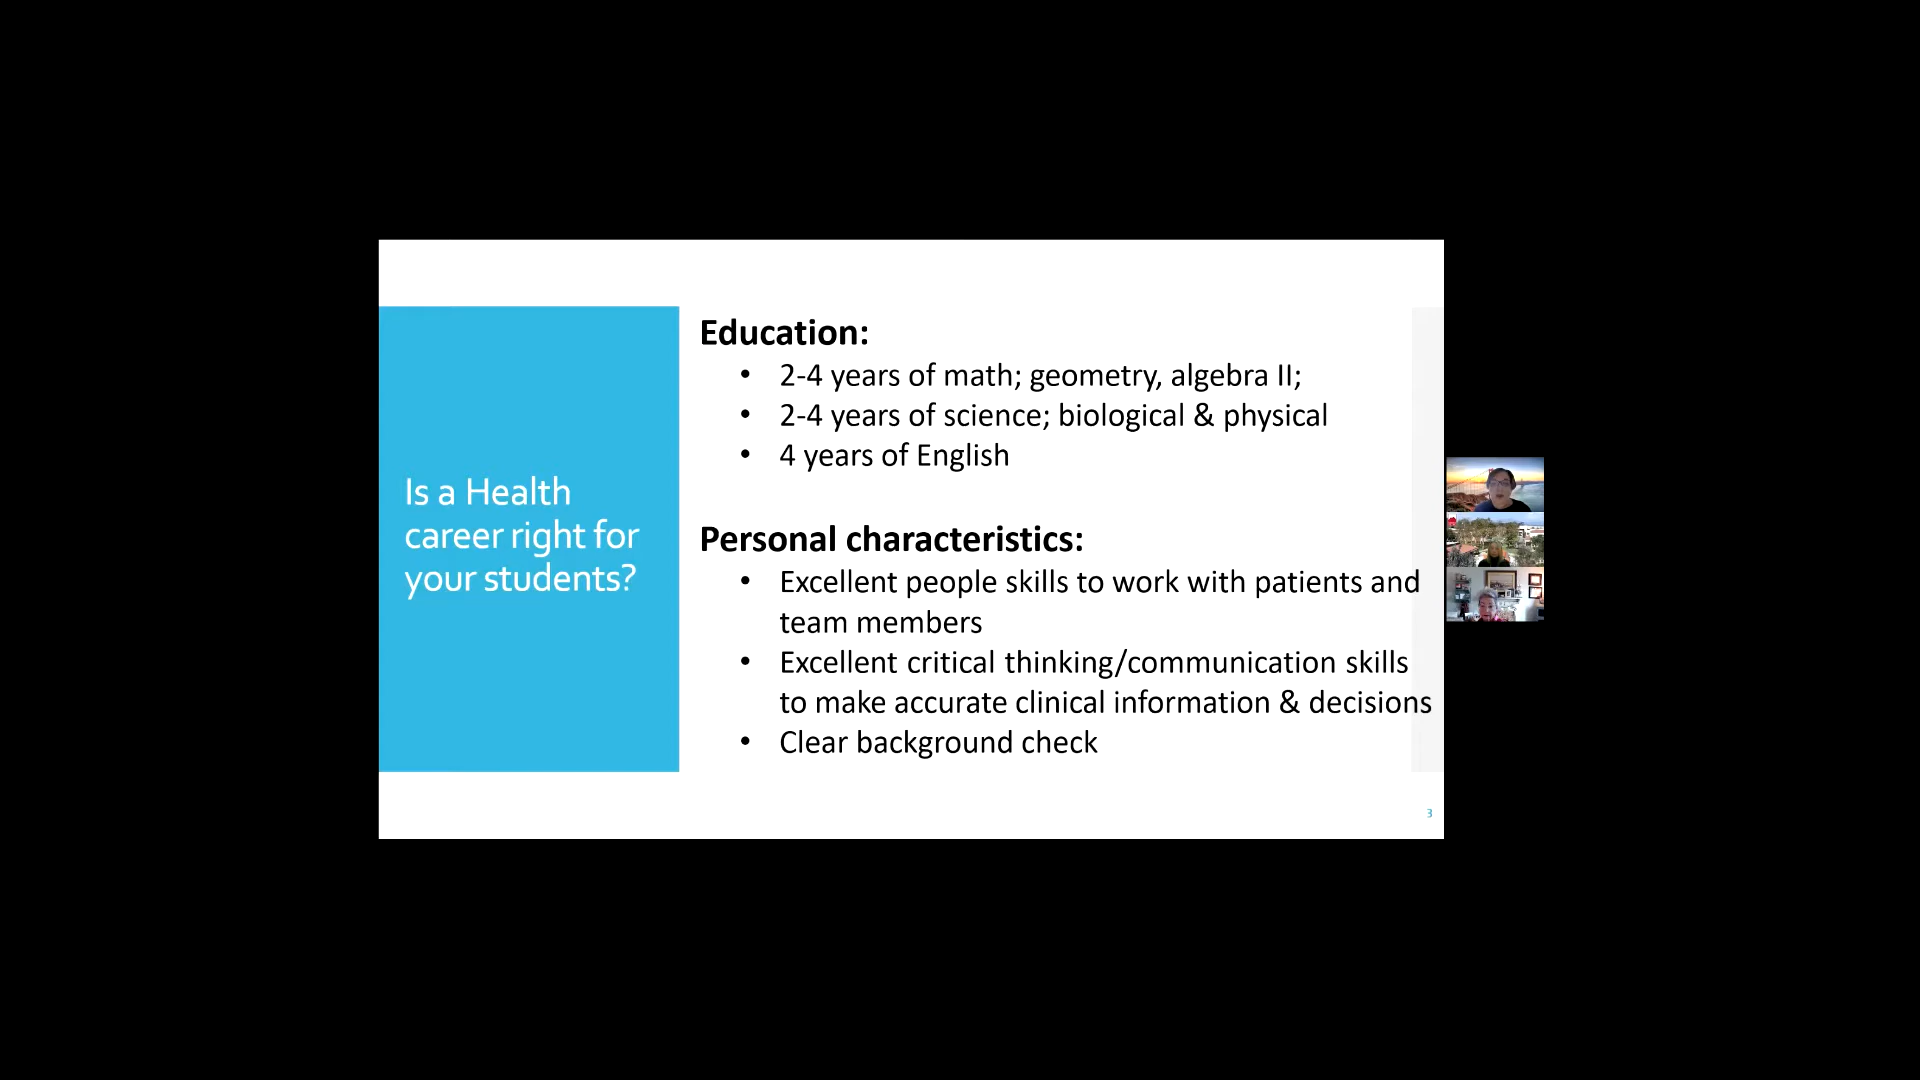 Is a Health
career right for
your students?
Education:
• 2-4 years of math; geometry, algebra II;
• 2-4 years of science; biological & physical
• 4 years of English
Personal characteristics:
• Excellent people skills to work with patients and
team members
• Excellent critical thinking/communication skills
to make accurate clinical information & decisions
• Clear background check
3